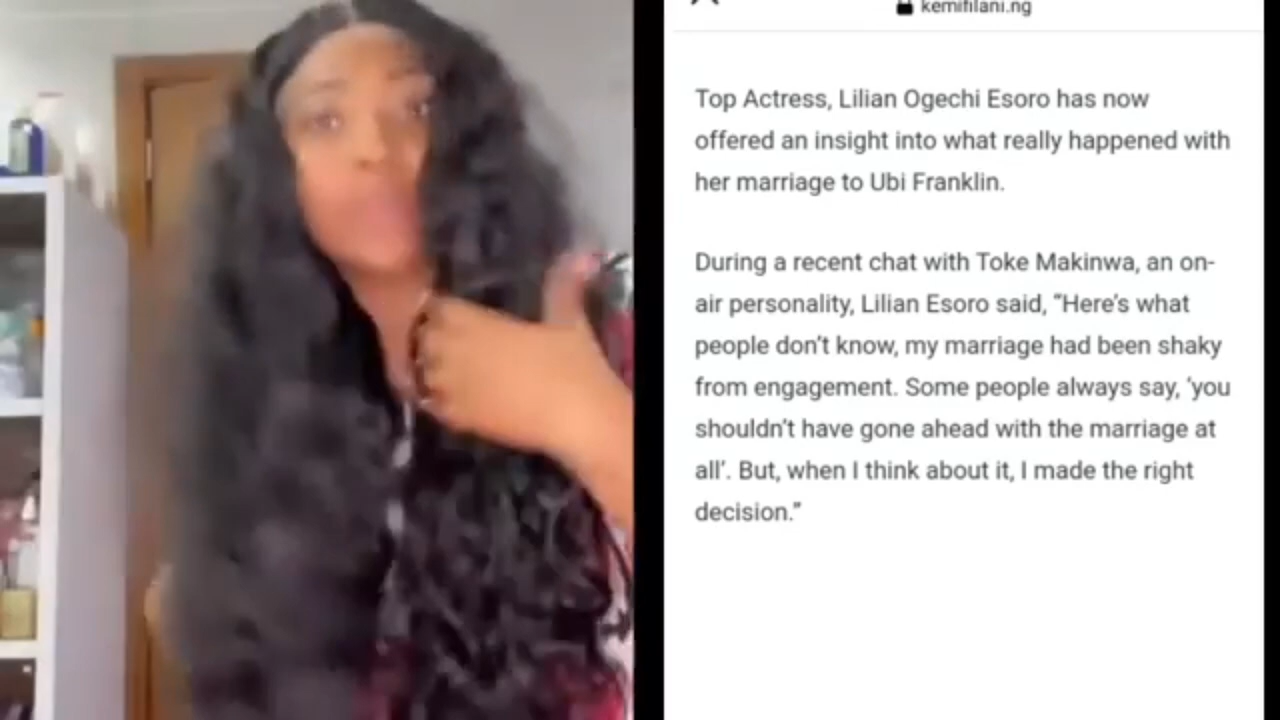 kemifilani.ng
Top Actress, Lilian Ogechi Esoro has now
offered an insight into what really happened with
her marriage to Ubi Franklin.
During a recent chat with Toke Makinwa, an on-
air personality, Lilian Esoro said, “Here’s what
people don’t know, my marriage had been shaky
from engagement. Some people always say, ‘you
shouldn’t have gone ahead with the marriage at
all’. But, when I think about it, I made the right
decision.”